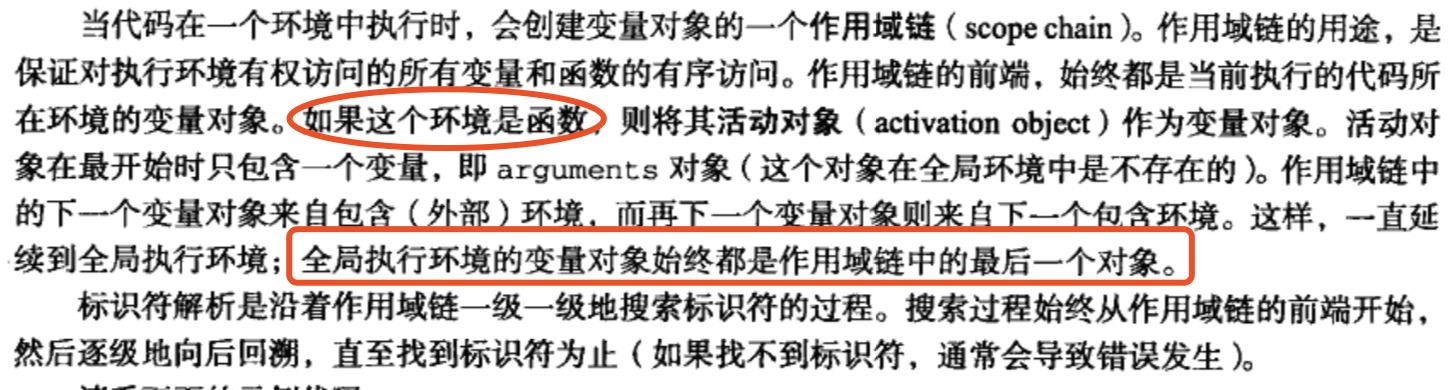 当代码在一个环境中执行时，会创建变量对象的一个作用域链（scope chain）。作用域链的用途，是
保证对执行环境有权访问的所有变量和函数的有序访问。作用域链的前端，始终都是当前执行的代码所
在环境的变量对象。如果这个环境是函数，则将其活动对象（activation object）作为变量对象。活动对
象在最开始时只包含一个变量，即 arguments 对象（这个对象在全局环境中是不存在的）。作用域链中
的下一个变量对象来自包含（外部）环境，而再下一个变量对象则来自下一个包含环境。这样，一直延
续到全局执行环境；全局执行环境的变量对象始终都是作用域链中的最后一个对象。
标识符解析是沿着作用域链一级一级地搜索标识符的过程。搜索过程始终从作用域链的前端开始，
然后逐级地向后回溯，直至找到标识符为止（如果找不到标识符，通常会导致错误发生）。